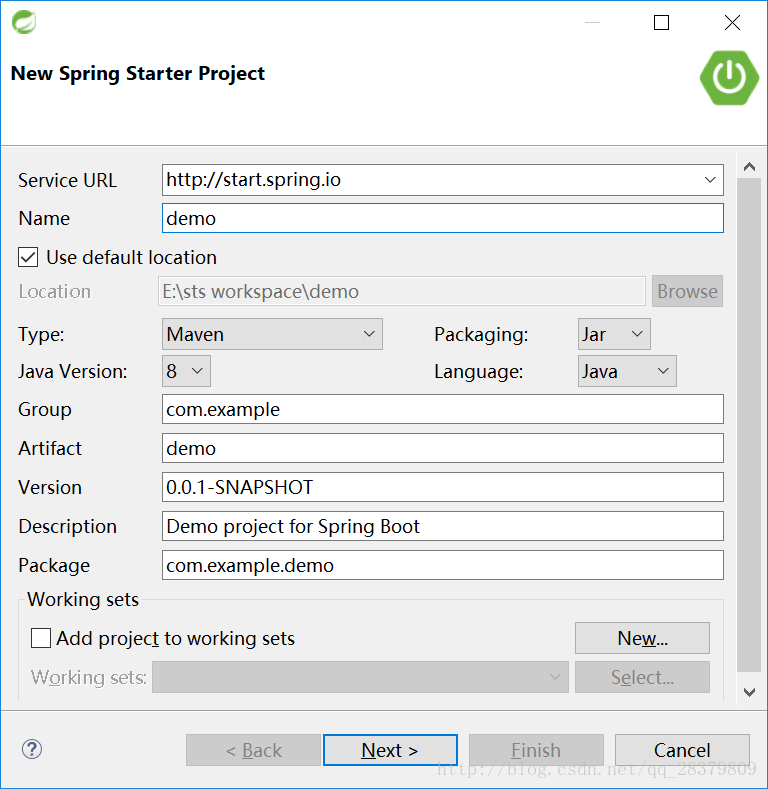 New Spring Starter Project
Service URL http://start.spring.io
Name demo
Use default location
Location E:\sts workspace\demo Browse
Type: Maven Packaging: Jar
Java Version: 8 Language: Java
Group com.example
Artifact demo
Version 0.0.1-SNAPSHOT
Description Demo project for Spring Boot
Package com.example.demo
Working sets
Add project to working sets New...
Working sets: Select...
? < Back Next > Finish Cancel
http://blog.csdn.net/qq_28379809